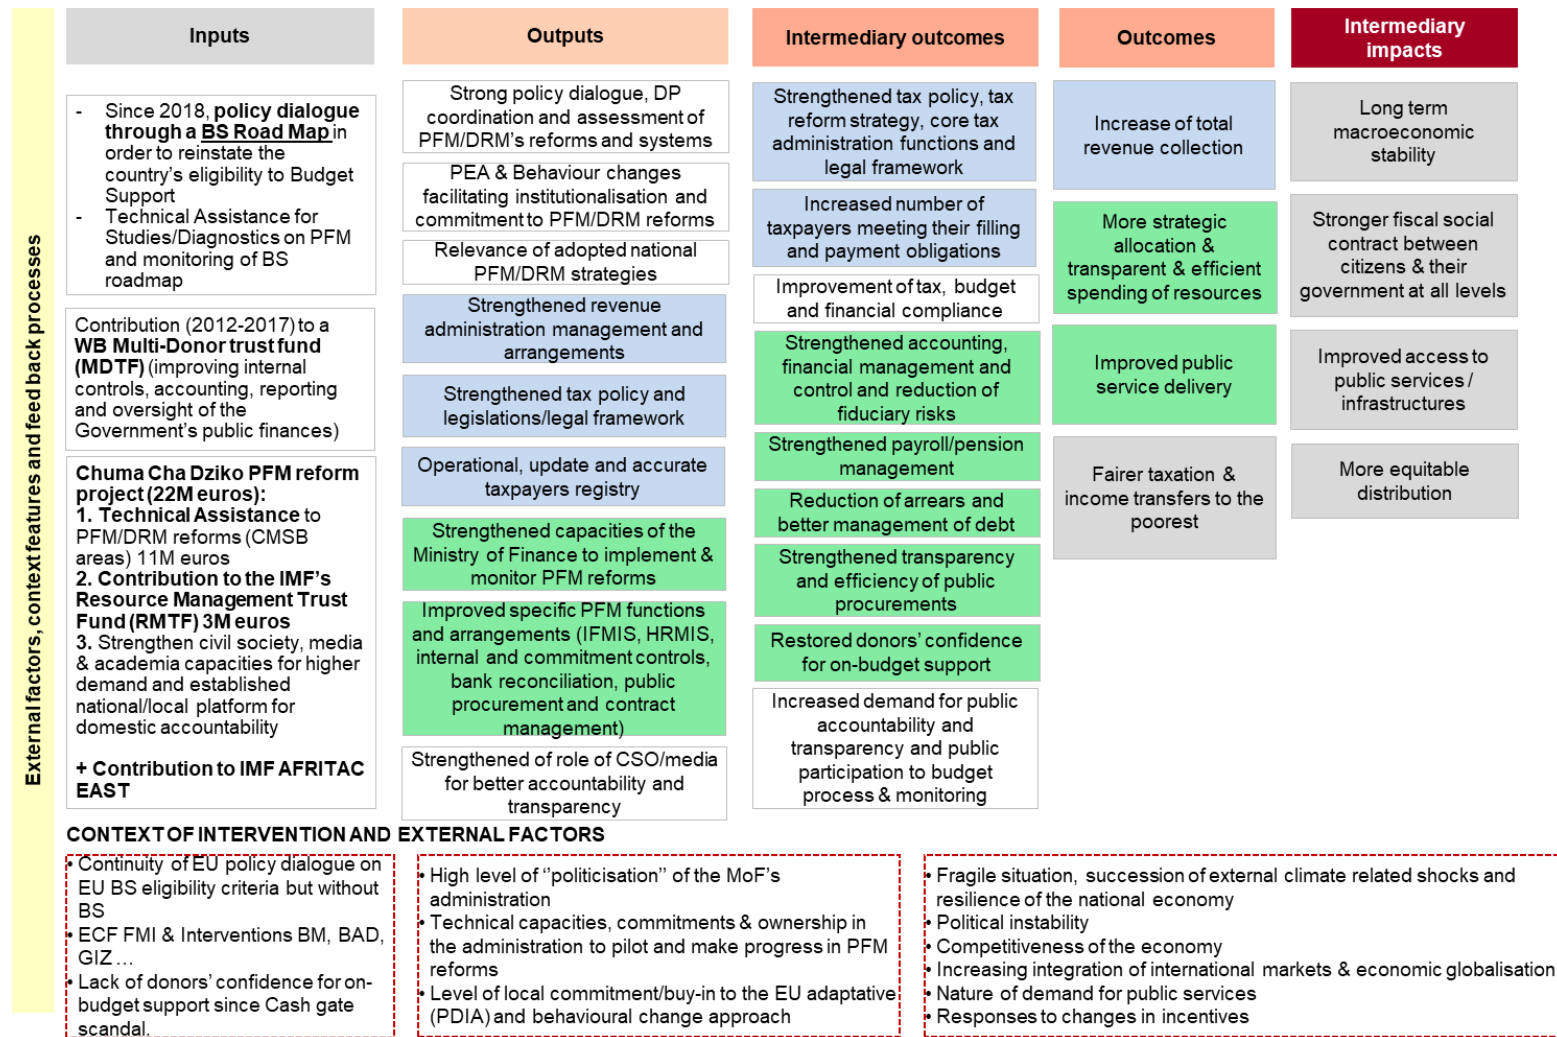 External factors, context features and feed back processes
Inputs
- Since 2018, policy dialogue
through a BS Road Map in
order to reinstate the
country's eligibility to Budget
Support
- Technical Assistance for
Studies/Diagnostics on PFM
and monitoring of BS
roadmap
Contribution (2012-2017) to a
WB Multi-Donor trust fund
(MDTF) (improving internal
controls, accounting, reporting
and oversight of the
Government's public finances)
Chuma Cha Dziko PFM reform
project (22M euros):
1. Technical Assistance to
PFM/DRM reforms (CMSB
areas) 11M euros
2. Contribution to the IMF's
Resource Management Trust
Fund (RMTF) 3M euros
3. Strengthen civil society, media
& academia capacities for higher
demand and established
national/local platform for
domestic accountability
+ Contribution to IMF AFRITAC
EAST
Outputs
Strong policy dialogue, DP
coordination and assessment of
PFM/DRM's reforms and systems
PEA & Behaviour changes
facilitating institutionalisation and
commitment to PFM/DRM reforms
Relevance of adopted national
PFM/DRM strategies
Strengthened revenue
administration management and
arrangements
Strengthened tax policy and
legislations/legal framework
Operational, update and accurate
taxpayers registry
Strengthened capacities of the
Ministry of Finance to implement &
monitor PFM reforms
Improved specific PFM functions
and arrangements (IFMIS, HRMIS,
internal and commitment controls,
bank reconciliation, public
procurement and contract
management)
Strengthened of role of CSO/media
for better accountability and
transparency
Intermediary outcomes
Strengthened tax policy, tax
reform strategy, core tax
administration functions and
legal framework
Increased number of
taxpayers meeting their filling
and payment obligations
Improvement of tax, budget
and financial compliance
Strengthened accounting,
financial management and
control and reduction of
fiduciary risks
Strengthened payroll/pension
management
Reduction of arrears and
better management of debt
Strengthened transparency
and efficiency of public
procurements
Restored donors' confidence
for on-budget support
Increased demand for public
accountability and
transparency and public
participation to budget
process & monitoring
Outcomes
Increase of total
revenue collection
More strategic
allocation &
transparent & efficient
spending of resources
Improved public
service delivery
Fairer taxation &
income transfers to the
poorest
Intermediary
impacts
Long term
macroeconomic
stability
Stronger fiscal social
contract between
citizens & their
government at all levels
Improved access to
public services /
infrastructures
More equitable
distribution
CONTEXT OF INTERVENTION AND EXTERNAL FACTORS
• Continuity of EU policy dialogue on
EU BS eligibility criteria but without
BS
• ECF FMI & Interventions BM, BAD,
GIZ …
• Lack of donors' confidence for on-
budget support since Cash gate
scandal.
• High level of ‘’politicisation’’ of the MoF's
administration
• Technical capacities, commitments & ownership in
the administration to pilot and make progress in PFM
reforms
• Level of local commitment/buy-in to the EU adaptative
(PDIA) and behavioural change approach
• Fragile situation, succession of external climate related shocks and
resilience of the national economy
• Political instability
• Competitiveness of the economy
• Increasing integration of international markets & economic globalisation
• Nature of demand for public services
• Responses to changes in incentives